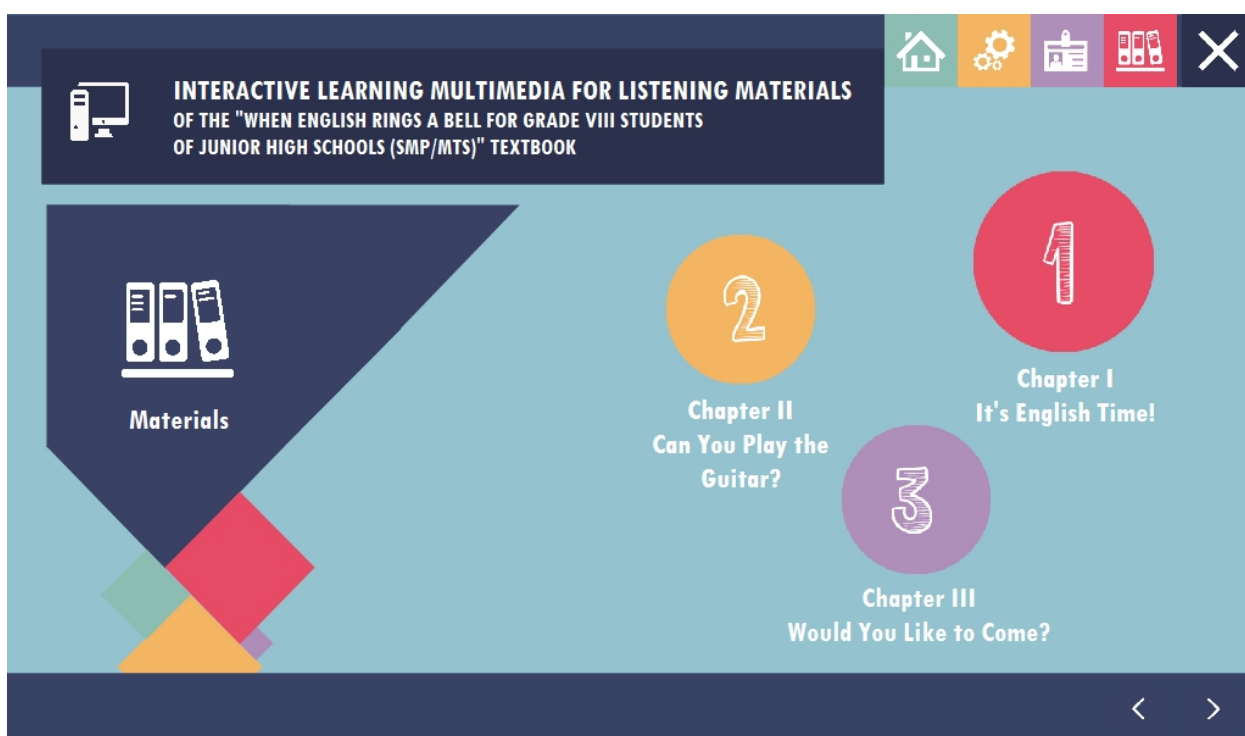 INTERACTIVE LEARNING MULTIMEDIA FOR LISTENING MATERIALS
OF THE "WHEN ENGLISH RINGS A BELL FOR GRADE VIII STUDENTS
OF JUNIOR HIGH SCHOOLS (SMP/MTS)" TEXTBOOK
Materials
1
Chapter I
It's English Time!
2
Chapter II
Can You Play the
Guitar?
3
Chapter III
Would You Like to Come?